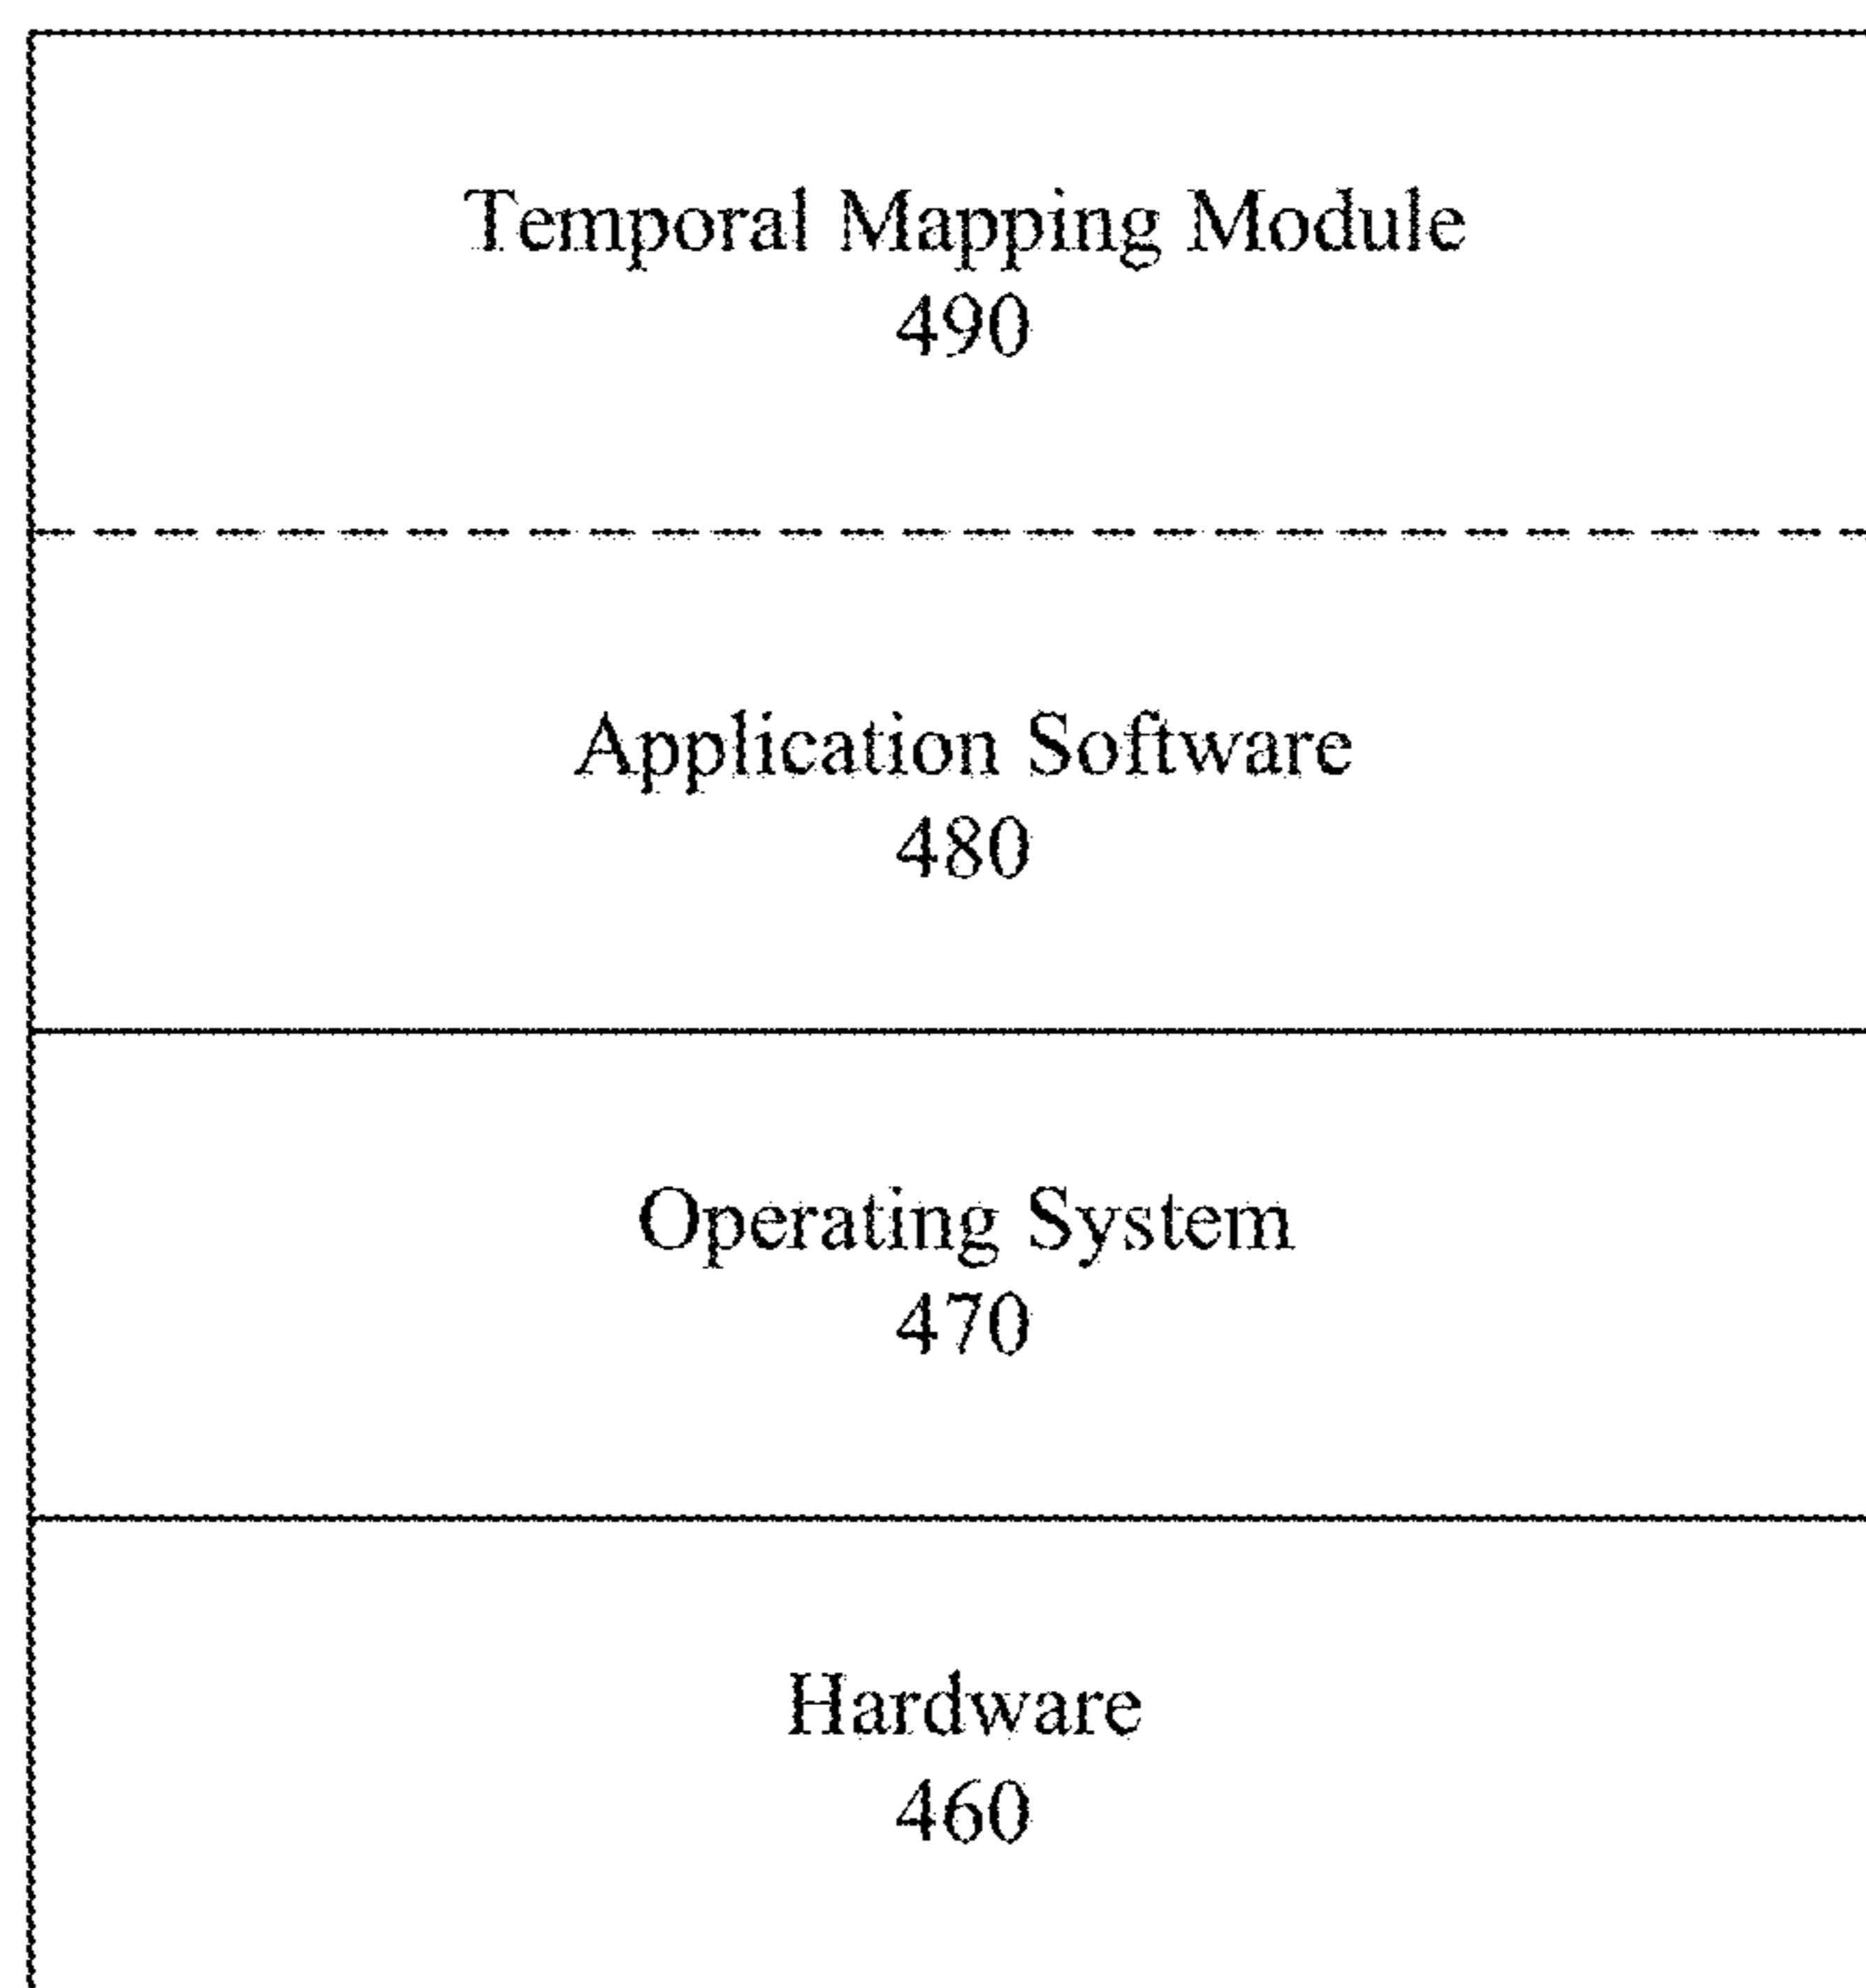 Temporal Mapping Module
490
Application Software
480
Operating System
470
Hardware
460